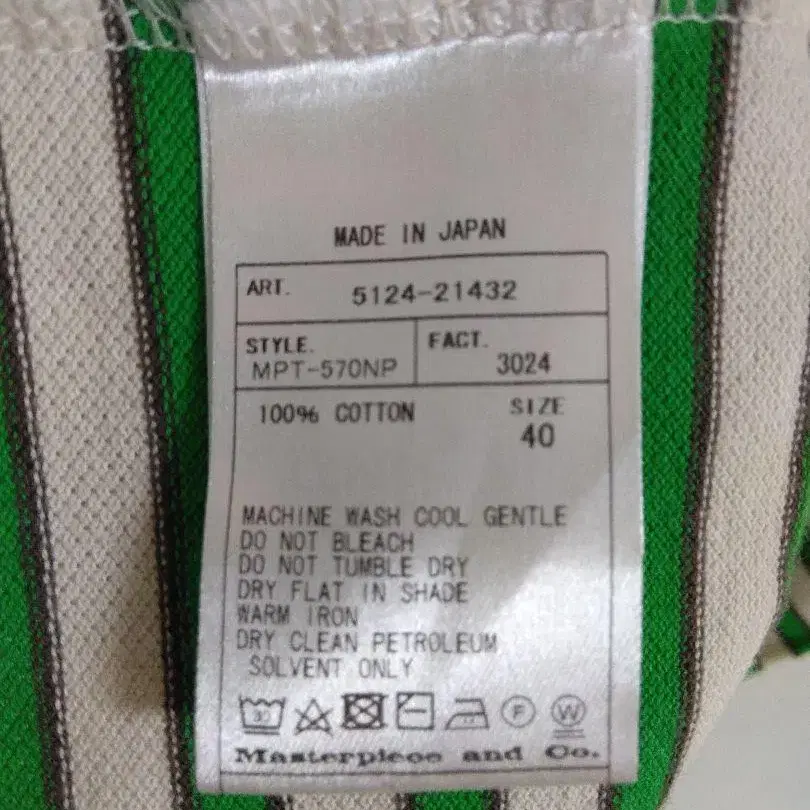 MADE IN JAPAN
ART. 5124-21432
STYLE. FACT.
MPT-570NP 3024
100% COTTON SIZE
40
MACHINE WASH COOL GENTLE
DO NOT BLEACH
DO NOT TUMBLE DRY
DRY FLAT IN SHADE
WARM IRON
DRY CLEAN PETROLEUM
SOLVENT ONLY
30 F W
Masterpiece and Co.